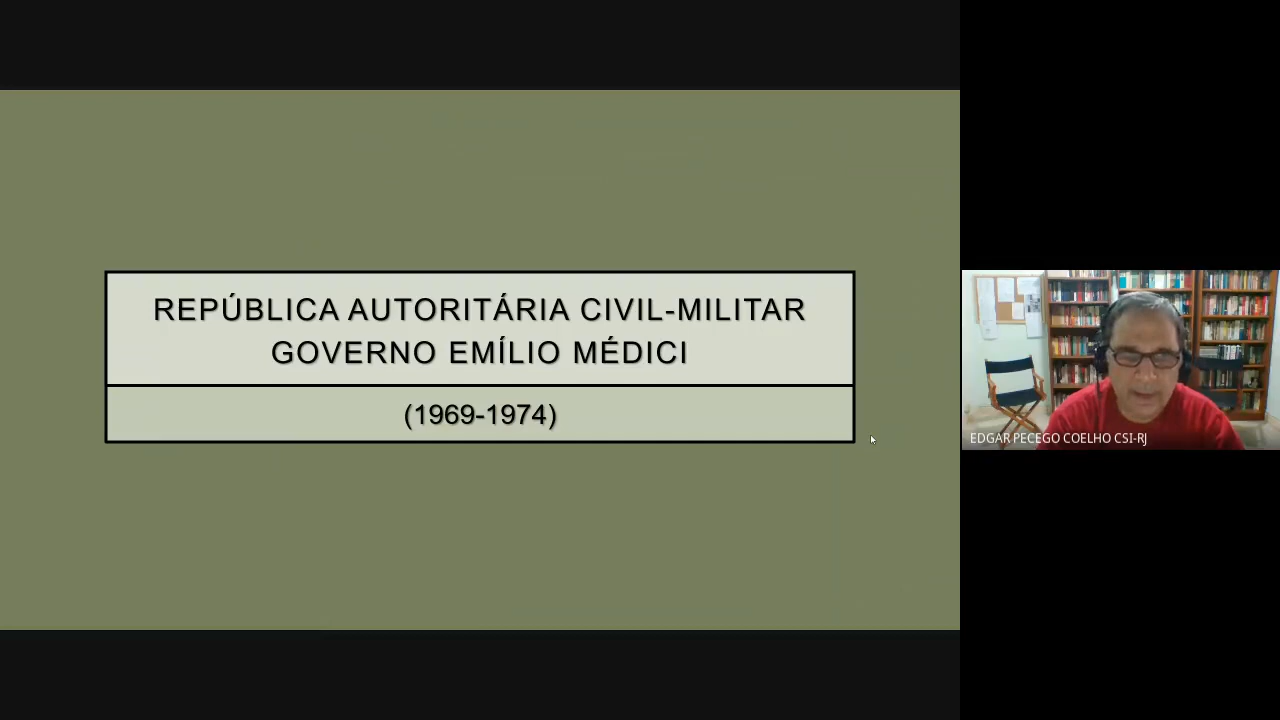 REPÚBLICA AUTORITÁRIA CIVIL-MILITAR
GOVERNO EMÍLIO MÉDICI
(1969-1974)
EDGAR PECEGO COELHO CSI-RJ